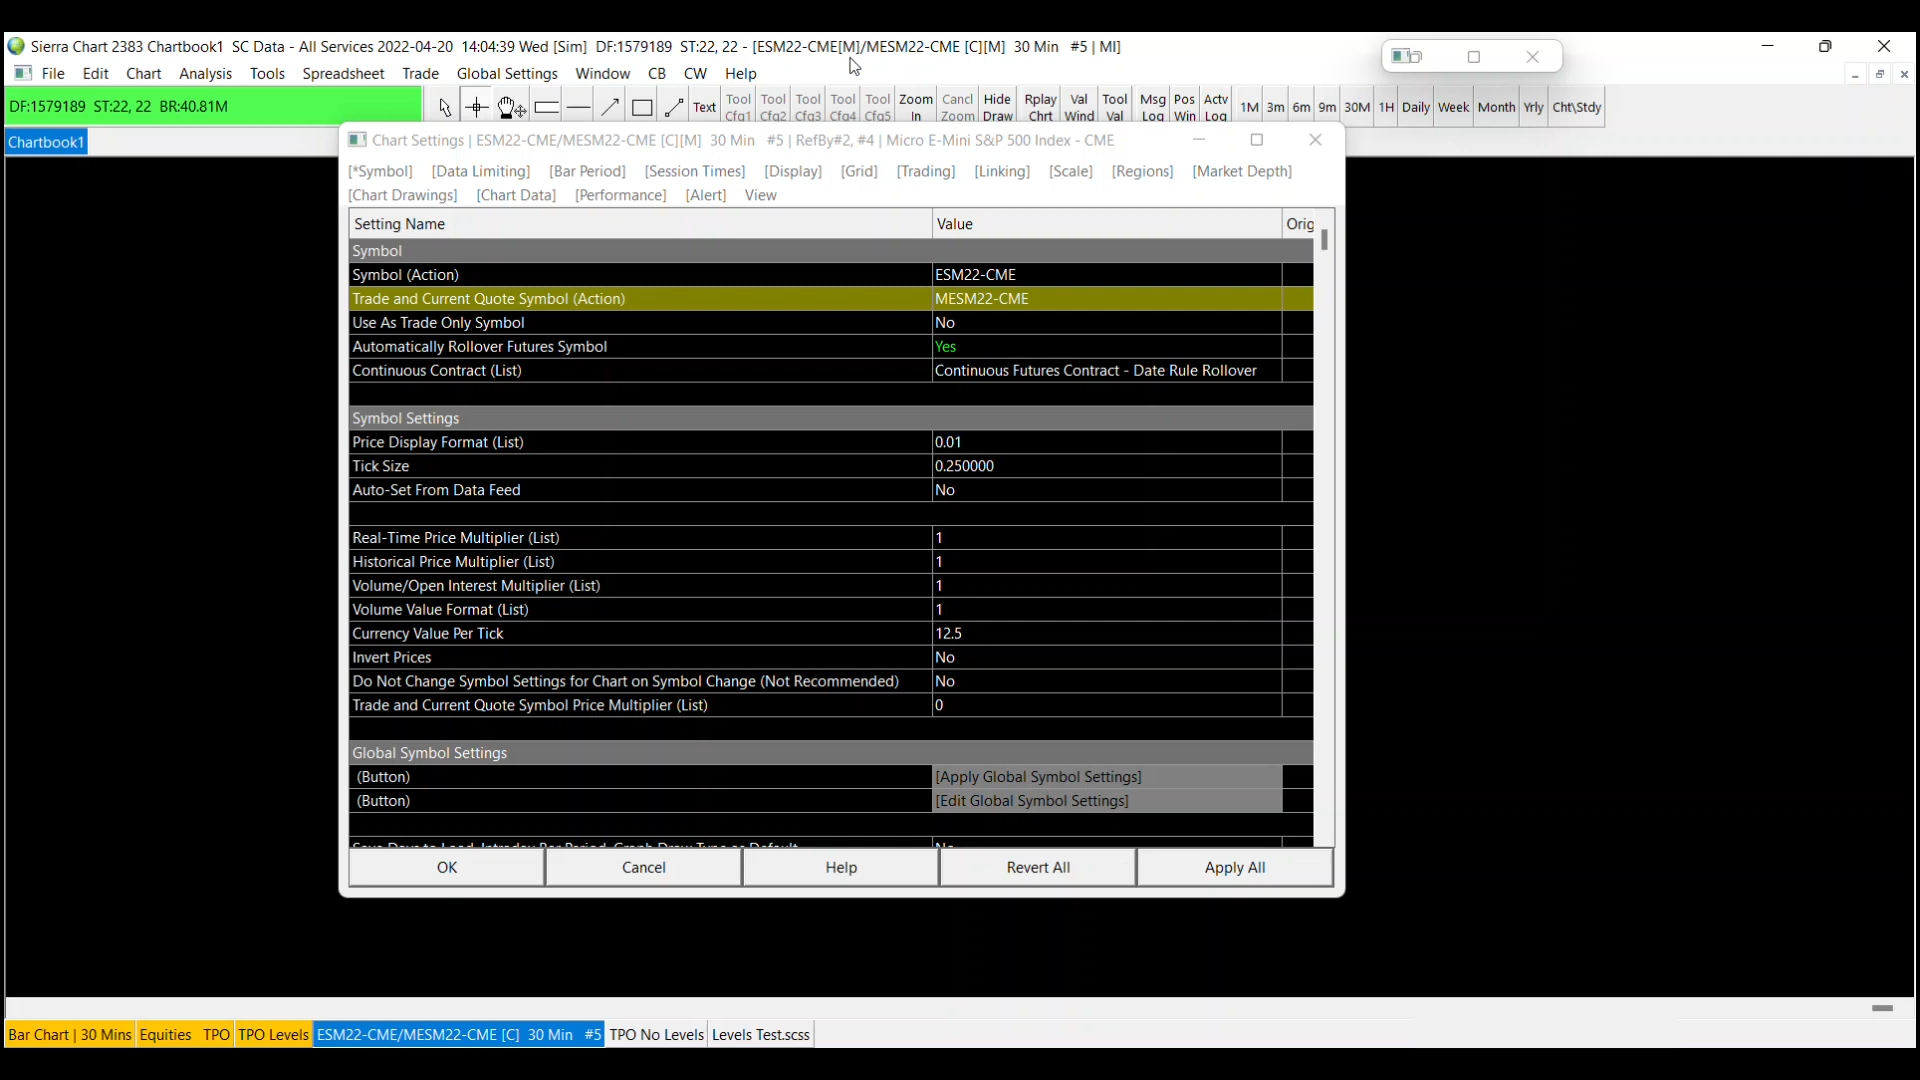 Sierra Chart 2383 Chartbook1 SC Data - All Services 2022-04-20 14:04:39 Wed [Sim] DF:1579189 ST:22, 22 - [ESM22-CME[M]/MESM22-CME [C][M] 30 Min #5 | MI]
File Edit Chart Analysis Tools Spreadsheet Trade Global Settings Window CB CW Help
DF:1579189 ST:22, 22 BR:40.81M
Text Tool Cfg1 Tool Cfg2 Tool Cfg3 Tool Cfg4 Tool Cfg5 Zoom In Cancl Zoom Hide Draw Rplay Chrt Val Wind Tool Val Msg Log Pos Win Actv Log 1M 3m 6m 9m 30M 1H Daily Week Month Yrly Cht\Stdy
Chartbook1
Chart Settings | ESM22-CME/MESM22-CME [C][M] 30 Min #5 | RefBy#2, #4 | Micro E-Mini S&P 500 Index - CME
[*Symbol] [Data Limiting] [Bar Period] [Session Times] [Display] [Grid] [Trading] [Linking] [Scale] [Regions] [Market Depth]
[Chart Drawings] [Chart Data] [Performance] [Alert] View
Setting Name Value Orig
Symbol
Symbol (Action) ESM22-CME
Trade and Current Quote Symbol (Action) MESM22-CME
Use As Trade Only Symbol No
Automatically Rollover Futures Symbol Yes
Continuous Contract (List) Continuous Futures Contract - Date Rule Rollover
Symbol Settings
Price Display Format (List) 0.01
Tick Size 0.250000
Auto-Set From Data Feed No
Real-Time Price Multiplier (List) 1
Historical Price Multiplier (List) 1
Volume/Open Interest Multiplier (List) 1
Volume Value Format (List) 1
Currency Value Per Tick 12.5
Invert Prices No
Do Not Change Symbol Settings for Chart on Symbol Change (Not Recommended) No
Trade and Current Quote Symbol Price Multiplier (List) 0
Global Symbol Settings
(Button) [Apply Global Symbol Settings]
(Button) [Edit Global Symbol Settings]
OK Cancel Help Revert All Apply All
Bar Chart | 30 Mins Equities TPO TPO Levels ESM22-CME/MESM22-CME [C] 30 Min #5 TPO No Levels Levels Test.scss